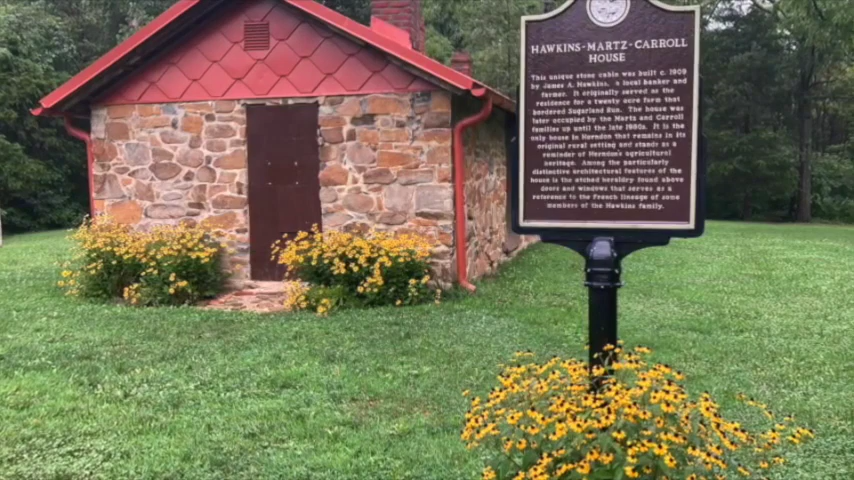 HAWKINS-MARTZ-CARROLL
HOUSE
This unique stone cabin was built c. 1909
by James A. Hawkins, a local banker and
farmer. It originally served as the
residence for a twenty acre farm that
bordered Sugarland Run. The house was
later occupied by the Martz and Carroll
families up until the late 1990s. It is the
only house in Herndon that remains in its
original rural setting and stands as a
reminder of Herndon's agricultural
heritage. Among the particularly
distinctive architectural features of the
house is the etched heraldry found above
doors and windows that serves as a
reference to the French lineage of some
members of the Hawkins family.